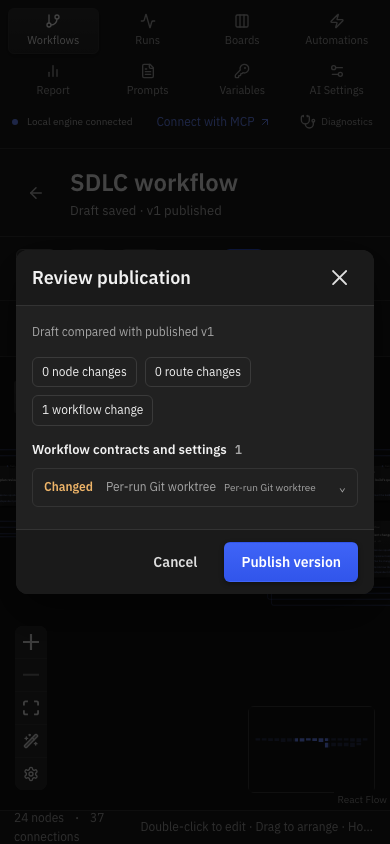 Workflows
Runs
Boards
Automations
Report
Prompts
Variables
AI Settings
Local engine connected
Connect with MCP
Diagnostics
SDLC workflow
Draft saved · v1 published
Review publication
Draft compared with published v1
0 node changes
0 route changes
1 workflow change
Workflow contracts and settings 1
Changed Per-run Git worktree Per-run Git worktree
Cancel
Publish version
React Flow
24 nodes · 37
connections
Double-click to edit · Drag to arrange · Ho...